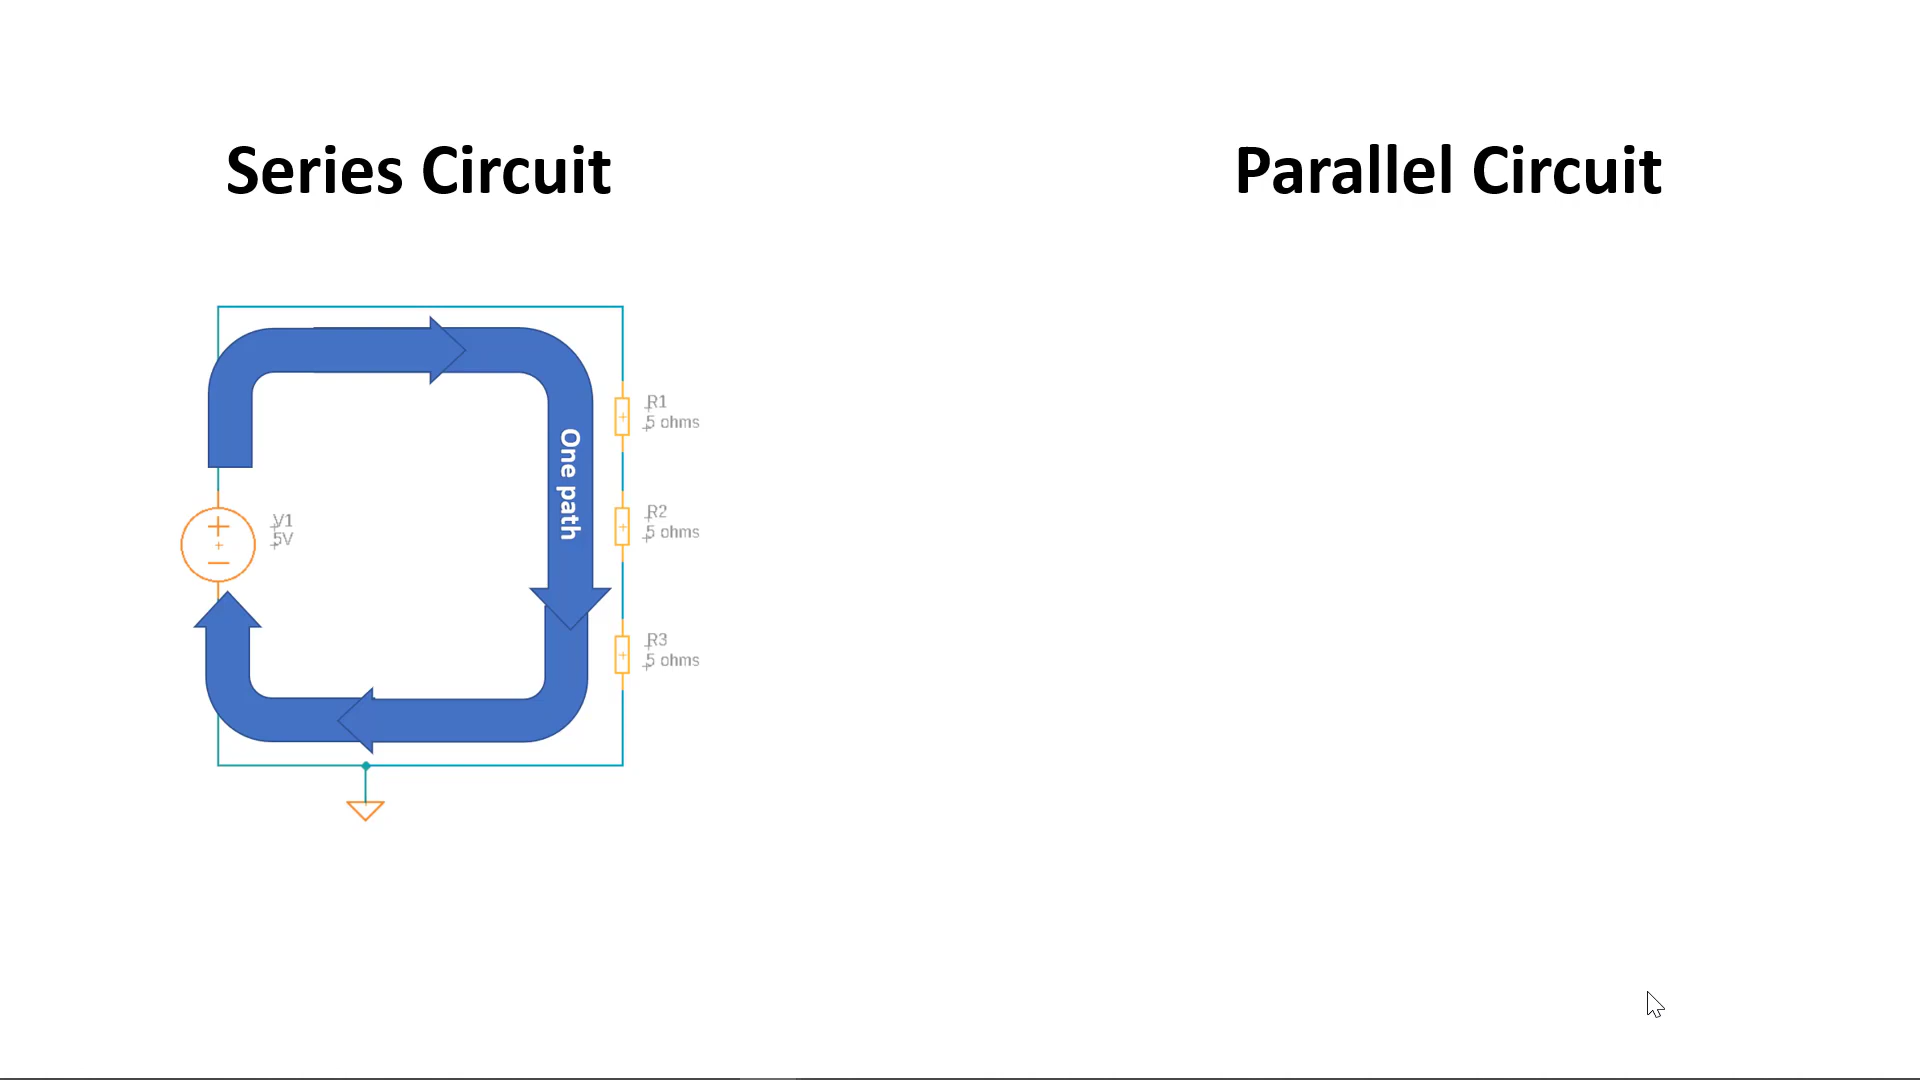 Series Circuit
Parallel Circuit
One path
R1
5 ohms
V1
5V
R2
5 ohms
R3
5 ohms